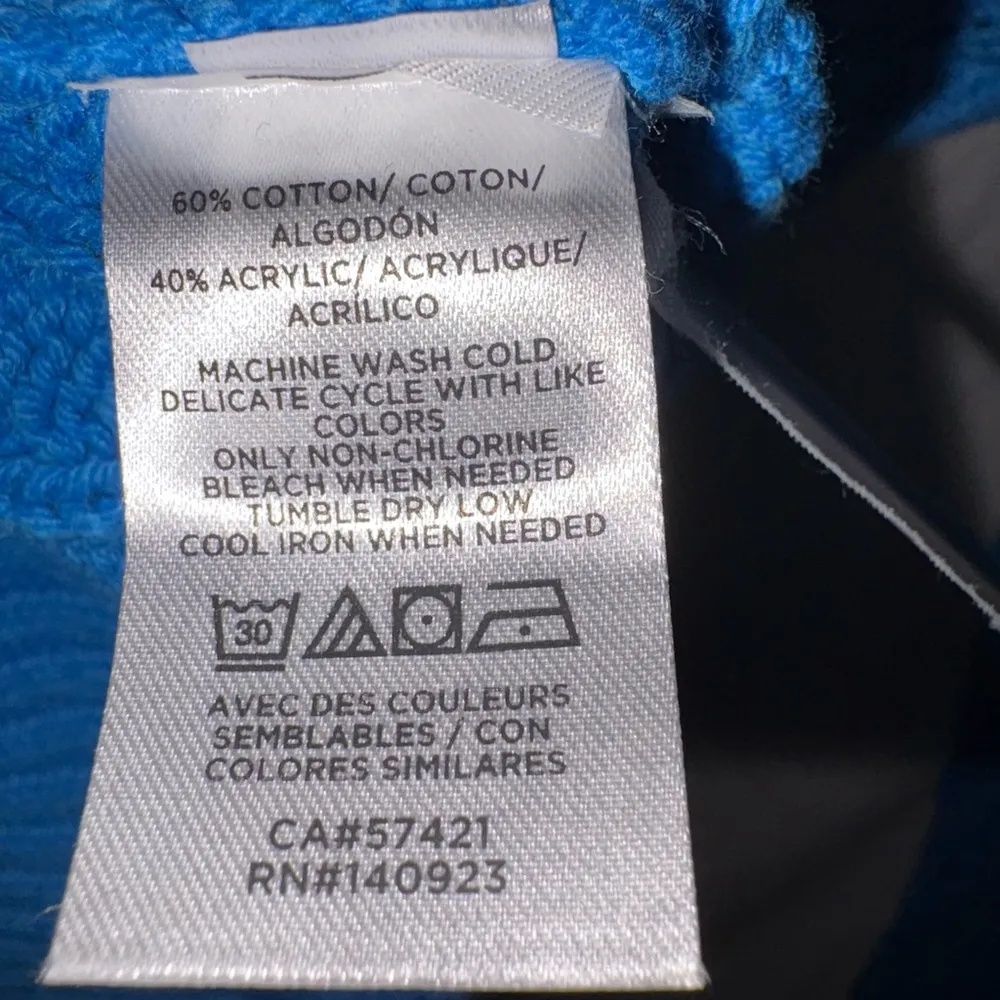 60% COTTON/ COTON/
ALGODÓN
40% ACRYLIC/ ACRYLIQUE/
ACRÍLICO
MACHINE WASH COLD
DELICATE CYCLE WITH LIKE
COLORS
ONLY NON-CHLORINE
BLEACH WHEN NEEDED
TUMBLE DRY LOW
COOL IRON WHEN NEEDED
30
AVEC DES COULEURS
SEMBLABLES / CON
COLORES SIMILARES
CA#57421
RN#140923